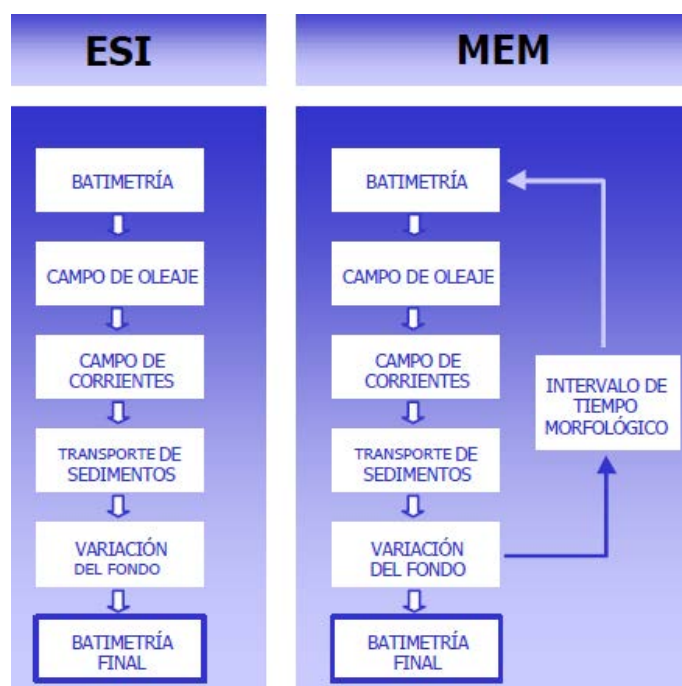 ESI
BATIMETRÍA
CAMPO DE OLEAJE
CAMPO DE
CORRIENTES
TRANSPORTE DE
SEDIMENTOS
VARIACIÓN
DEL FONDO
BATIMETRÍA
FINAL
MEM
BATIMETRÍA
CAMPO DE OLEAJE
CAMPO DE
CORRIENTES
TRANSPORTE DE
SEDIMENTOS
VARIACIÓN
DEL FONDO
BATIMETRÍA
FINAL
INTERVALO DE
TIEMPO
MORFOLÓGICO